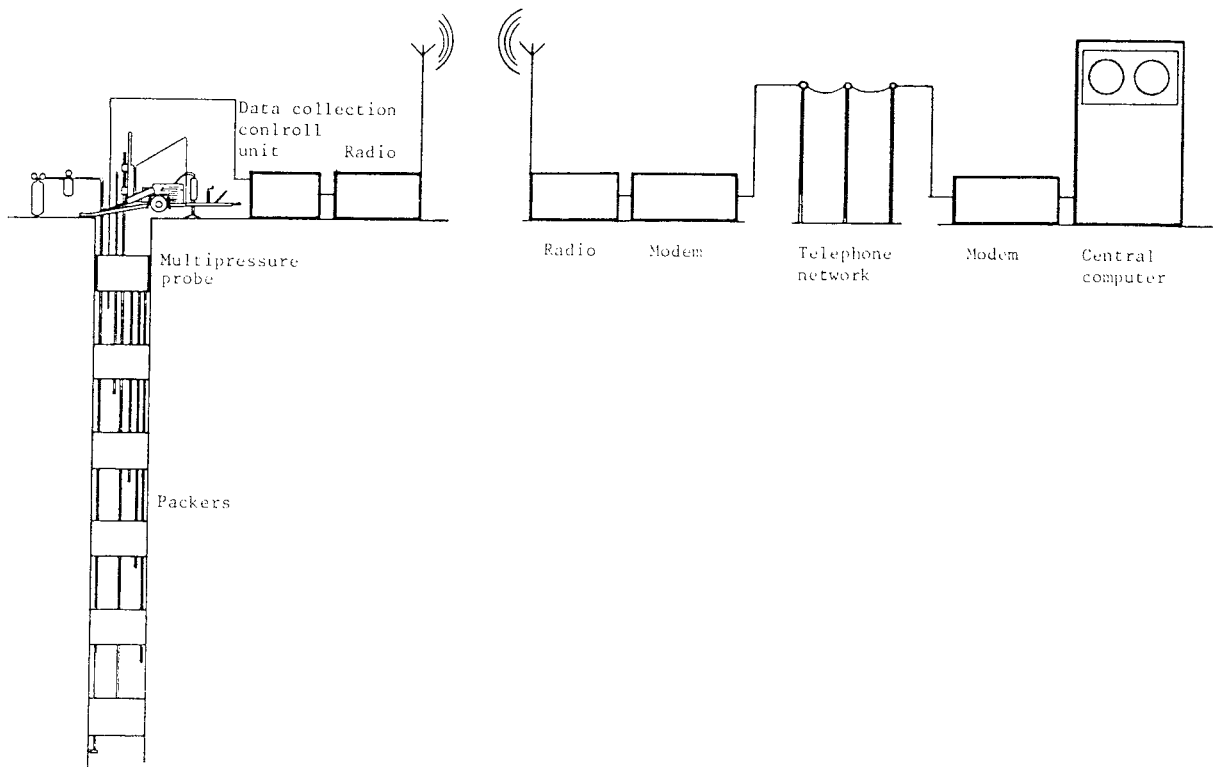 Data collection
conlroll
unit
Radio
Radio
Modem
Telephone
network
Modem
Central
computer
Multipressure
probe
Packers